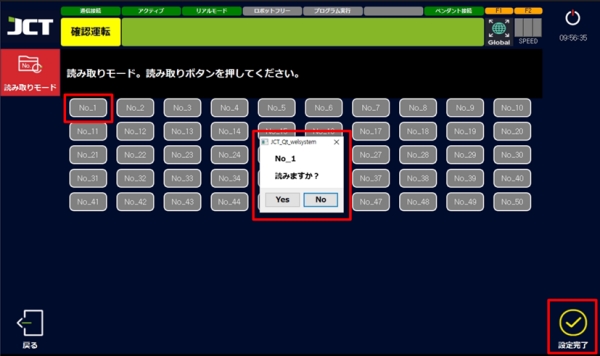 通信接続 アクティブ リアルモード ロボットフリー プログラム実行 ペンダント接続 F1 F2
JCT 確認運転 Global SPEED 09:56:35
読み取りモード
読み取りモード。読み取りボタンを押してください。
No_1 No_2 No_3 No_4 No_5 No_6 No_7 No_8 No_9 No_10
No_11 No_12 No_13 No_14 No_17 No_18 No_19 No_20
No_21 No_22 No_23 No_24 No_27 No_28 No_29 No_30
No_31 No_32 No_33 No_34 No_37 No_38 No_39 No_40
No_41 No_42 No_43 No_44 No_47 No_48 No_49 No_50
JCT_Qt_welsystem
No_1
読みますか？
Yes No
戻る
設定完了